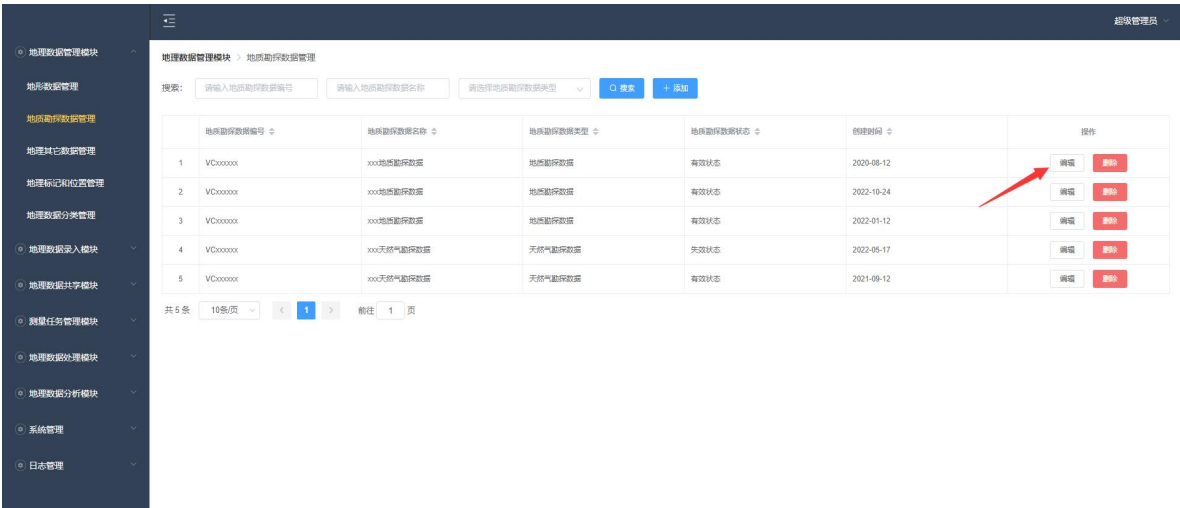 超级管理员
地理数据管理模块
地形数据管理
地质勘探数据管理
地理其它数据管理
地理标记和位置管理
地理数据分类管理
地理数据录入模块
地理数据共享模块
测量任务管理模块
地理数据处理模块
地理数据分析模块
系统管理
日志管理
地理数据管理模块 > 地质勘探数据管理
搜索： 请输入地质勘探数据编号 请输入地质勘探数据名称 请选择地质勘探数据类型 搜索 + 添加
地质勘探数据编号 地质勘探数据名称 地质勘探数据类型 地质勘探数据状态 创建时间 操作
1 VCxxxxxx xxx地质勘探数据 地质勘探数据 有效状态 2020-08-12 编辑 删除
2 VCxxxxxx xxx地质勘探数据 地质勘探数据 有效状态 2022-10-24 编辑 删除
3 VCxxxxxx xxx地质勘探数据 地质勘探数据 有效状态 2022-01-12 编辑 删除
4 VCxxxxxx xxx天然气勘探数据 天然气勘探数据 失效状态 2022-05-17 编辑 删除
5 VCxxxxxx xxx天然气勘探数据 天然气勘探数据 有效状态 2021-09-12 编辑 删除
共 5 条 10条/页 < 1 > 前往 1 页